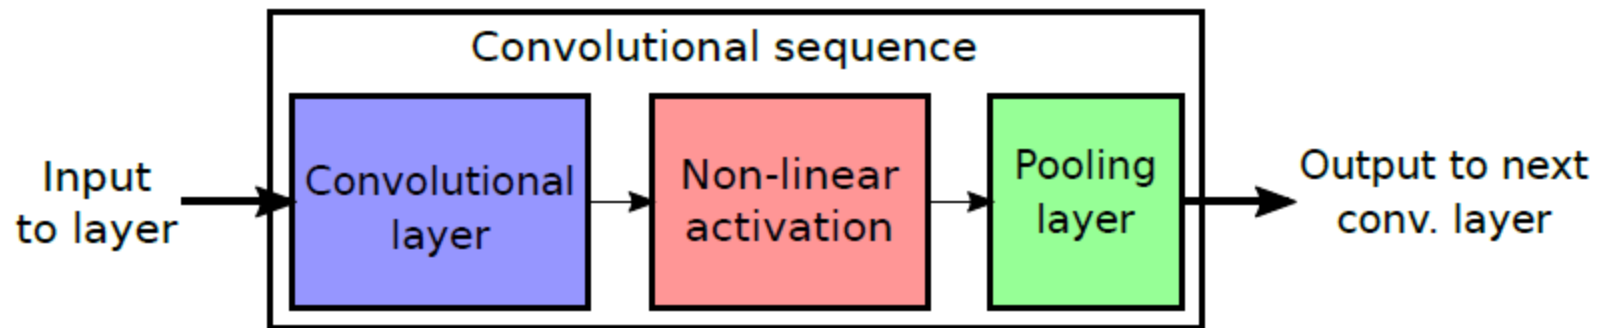 Convolutional sequence
Input
to layer
Convolutional
layer
Non-linear
activation
Pooling
layer
Output to next
conv. layer